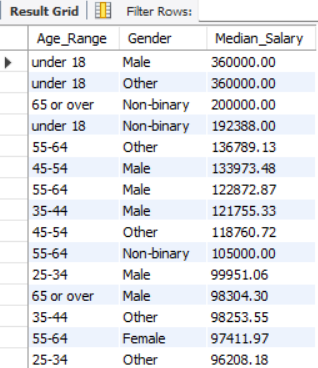 Result Grid Filter Rows:
Age_Range Gender Median_Salary
under 18 Male 360000.00
under 18 Other 360000.00
65 or over Non-binary 200000.00
under 18 Non-binary 192388.00
55-64 Other 136789.13
45-54 Male 133973.48
55-64 Male 122872.87
35-44 Male 121755.33
45-54 Other 118760.72
55-64 Non-binary 105000.00
25-34 Male 99951.06
65 or over Male 98304.30
35-44 Other 98253.55
55-64 Female 97411.97
25-34 Other 96208.18